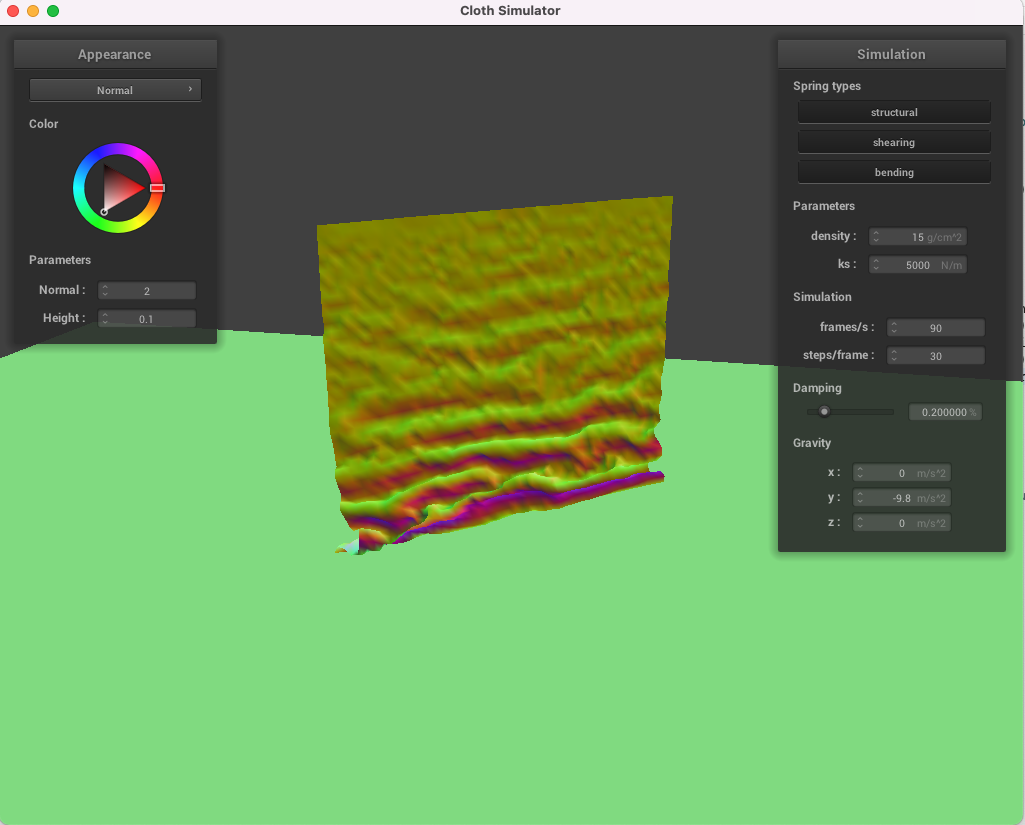 Cloth Simulator
Appearance
Normal
Color
Parameters
Normal : 2
Height : 0.1
Simulation
Spring types
structural
shearing
bending
Parameters
density : 15 g/cm^2
ks : 5000 N/m
Simulation
frames/s : 90
steps/frame : 30
Damping
0.200000 %
Gravity
x : 0 m/s^2
y : -9.8 m/s^2
z : 0 m/s^2